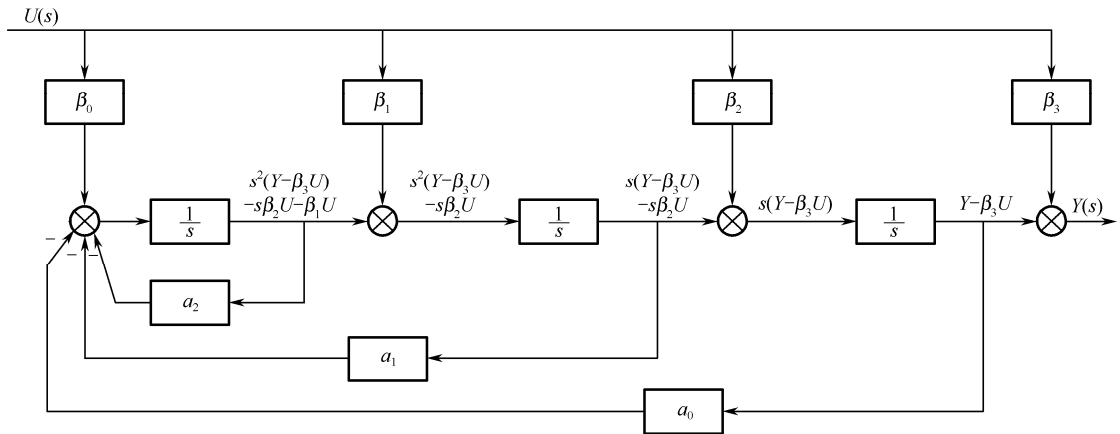 U(s)
β₀
β₁
β₂
β₃
s²(Y−β₃U)
−sβ₂U−β₁U
s²(Y−β₃U)
−sβ₂U
s(Y−β₃U)
−sβ₂U
s(Y−β₃U)
Y−β₃U
Y(s)
1/s
1/s
1/s
− − −
a₂
a₁
a₀